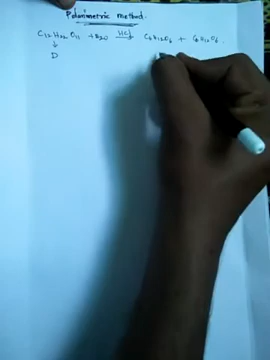 Polarimetric method.
C₁₂H₂₂O₁₁ + H₂O HCl→ C₆H₁₂O₆ + C₆H₁₂O₆
↓
D